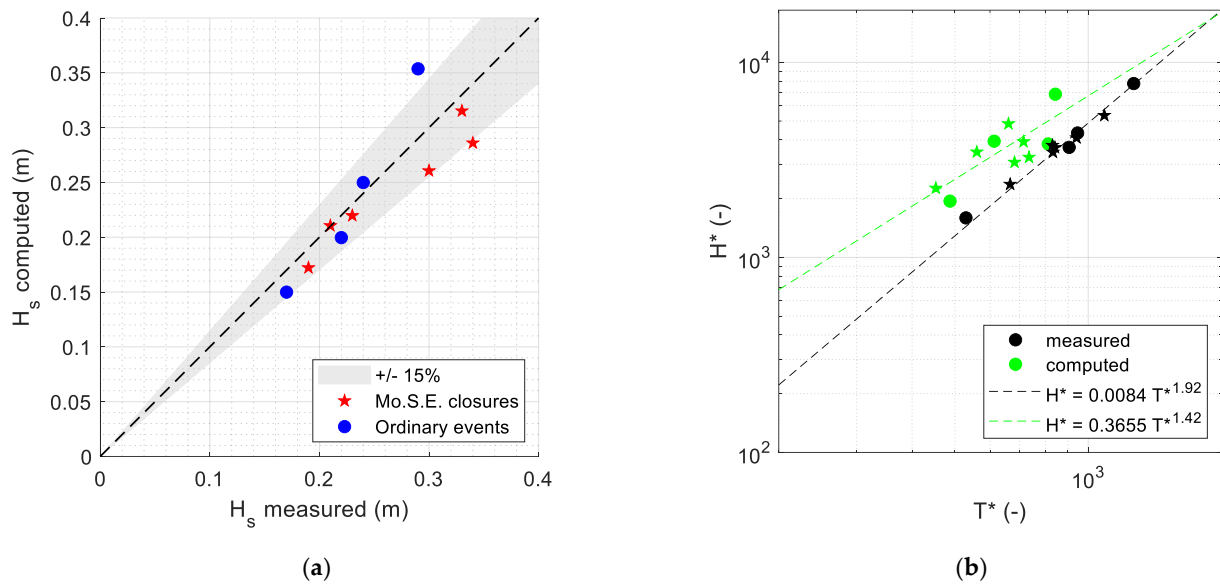 0.4
0.35
0.3
0.25
0.2
0.15
0.1
0.05
0
H_s computed (m)
0
0.1
0.2
0.3
0.4
H_s measured (m)
+/- 15%
Mo.S.E. closures
Ordinary events
(a)
10^4
10^3
10^2
H* (-)
10^3
T* (-)
measured
computed
H* = 0.0084 T*^1.92
H* = 0.3655 T*^1.42
(b)